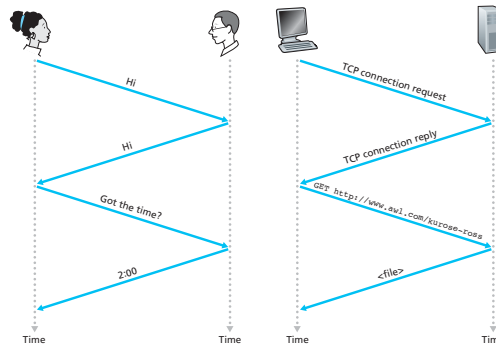 Hi
Hi
Got the time?
2:00
Time
Time
TCP connection request
TCP connection reply
GET http://www.awl.com/kurose-ross
<file>
Time
Tim